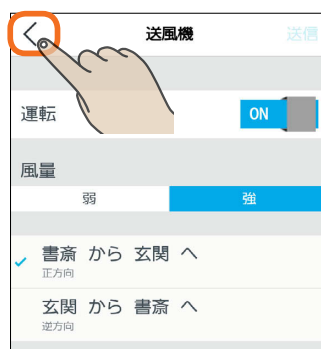 送風機 送信
運転 ON
風量
弱 強
書斎 から 玄関 へ
正方向
玄関 から 書斎 へ
逆方向